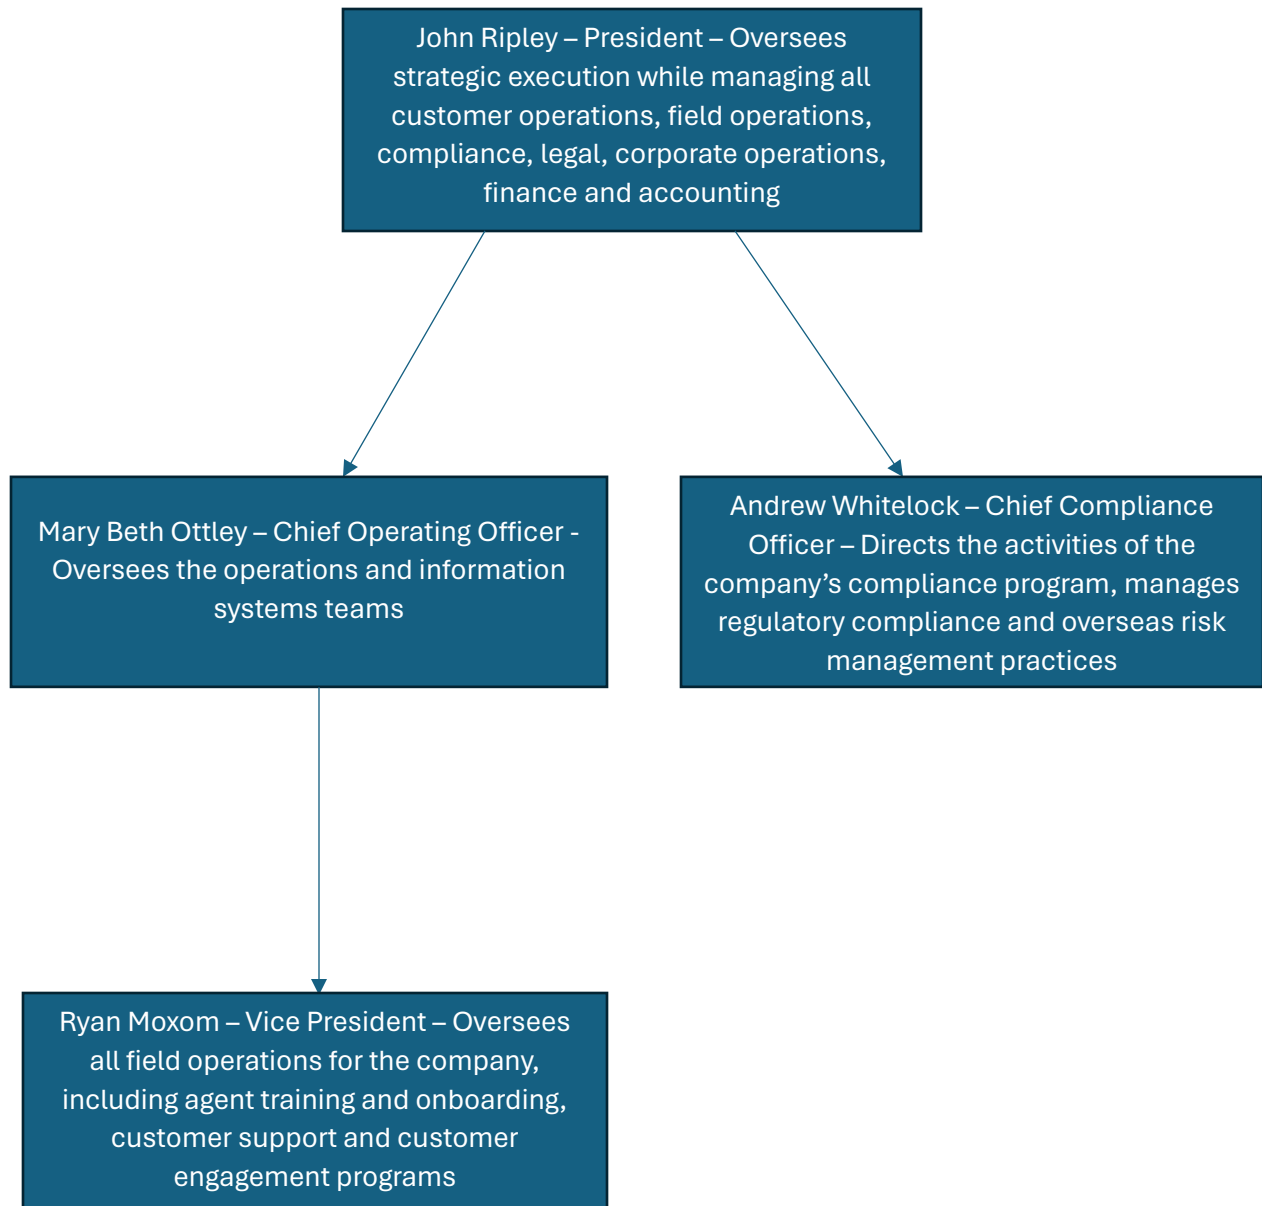 John Ripley – President – Oversees
strategic execution while managing all
customer operations, field operations,
compliance, legal, corporate operations,
finance and accounting
Mary Beth Ottley – Chief Operating Officer -
Oversees the operations and information
systems teams
Andrew Whitelock – Chief Compliance
Officer – Directs the activities of the
company’s compliance program, manages
regulatory compliance and overseas risk
management practices
Ryan Moxom – Vice President – Oversees
all field operations for the company,
including agent training and onboarding,
customer support and customer
engagement programs